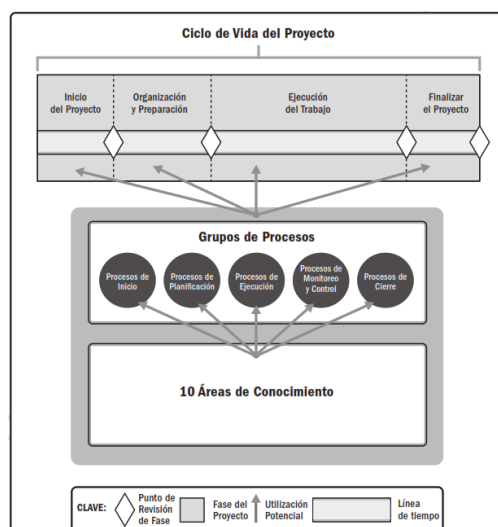 Ciclo de Vida del Proyecto
Inicio
del Proyecto
Organización
y Preparación
Ejecución
del Trabajo
Finalizar
el Proyecto
Grupos de Procesos
Procesos de
Inicio
Procesos de
Planificación
Procesos de
Ejecución
Procesos de
Monitoreo
y Control
Procesos de
Cierre
10 Áreas de Conocimiento
CLAVE:
Punto de
Revisión
de Fase
Fase del
Proyecto
Utilización
Potencial
Línea
de tiempo